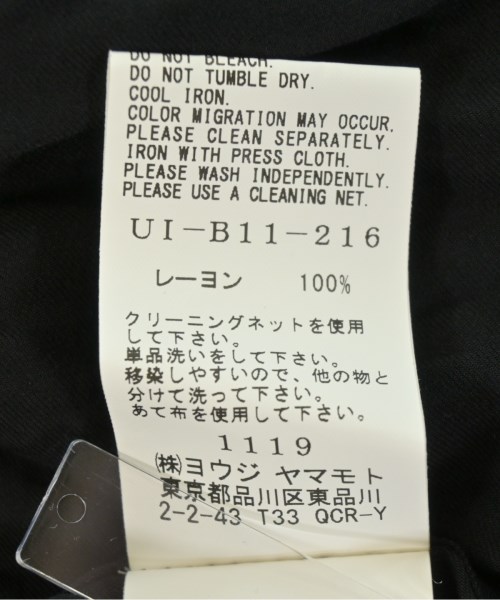 DO NOT BLEACH.
DO NOT TUMBLE DRY.
COOL IRON.
COLOR MIGRATION MAY OCCUR.
PLEASE CLEAN SEPARATELY.
IRON WITH PRESS CLOTH.
PLEASE WASH INDEPENDENTLY.
PLEASE USE A CLEANING NET.
UI-B11-216
レーヨン 100%
クリーニングネットを使用
して下さい。
単品洗いをして下さい。
移染しやすいので、他の物と
分けて洗って下さい。
あて布を使用して下さい。
1119
㈱ヨウジ ヤマモト
東京都品川区東品川
2-2-43 T33 QCR-Y